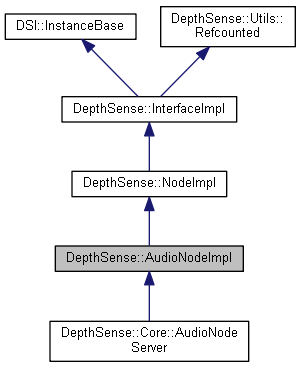 DSI::InstanceBase
DepthSense::Utils::
Refcounted
DepthSense::InterfaceImpl
DepthSense::NodeImpl
DepthSense::AudioNodeImpl
DepthSense::Core::AudioNode
Server